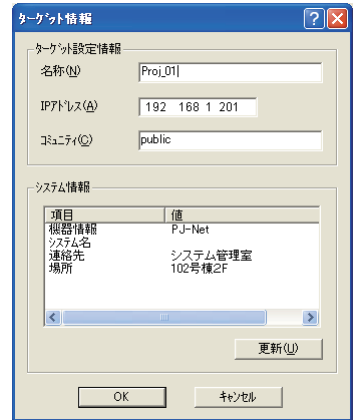 ターゲット情報
ターゲット設定情報
名称(N) Proj_01
IPアドレス(A) 192 168 1 201
コミュニティ(C) public
システム情報
項目 値
機器情報 PJ-Net
システム名
連絡先 システム管理室
場所 102号棟2F
更新(U)
OK キャンセル